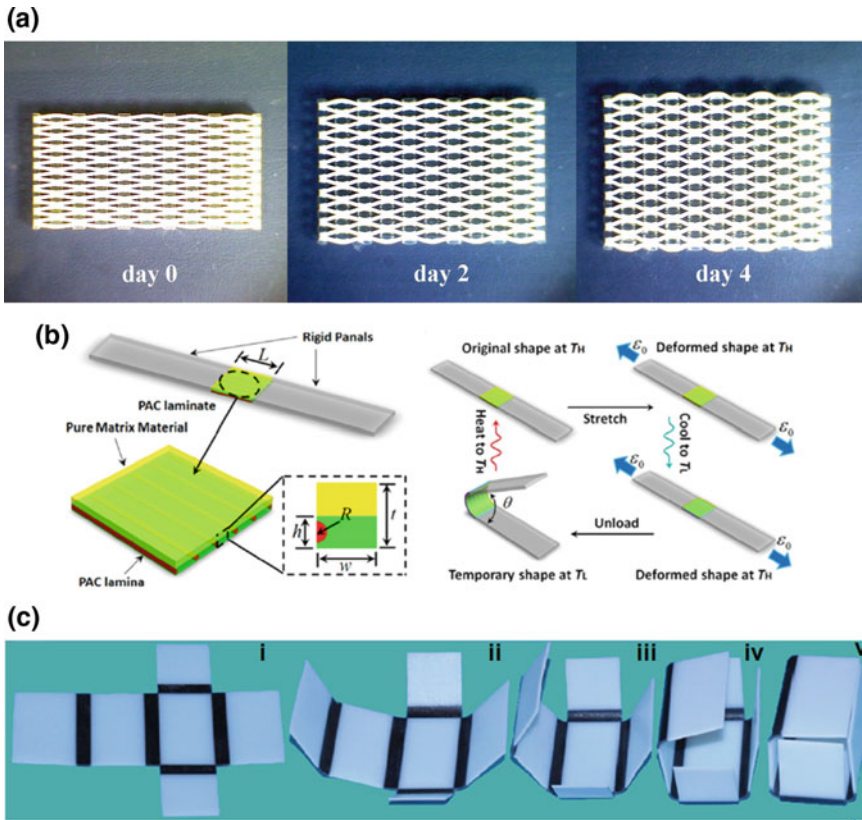 (a)
day 0
day 2
day 4
(b)
Rigid Panals
L
PAC laminate
Pure Matrix Material
R
h
t
w
PAC lamina
Original shape at TH
Deformed shape at TH
ε0
ε0
Stretch
Heat to TH
Cool to TL
θ
Unload
ε0
ε0
Temporary shape at TL
Deformed shape at TH
(c)
i
ii
iii
iv
v